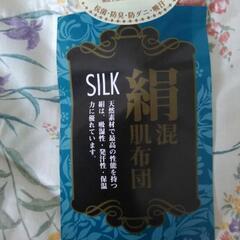 抗菌・防臭・防ダニ・吸汗
SILK
絹混
肌布団
天然素材で最高の性能を持つ
絹は、吸湿性・発汗性・保温
力に優れています。